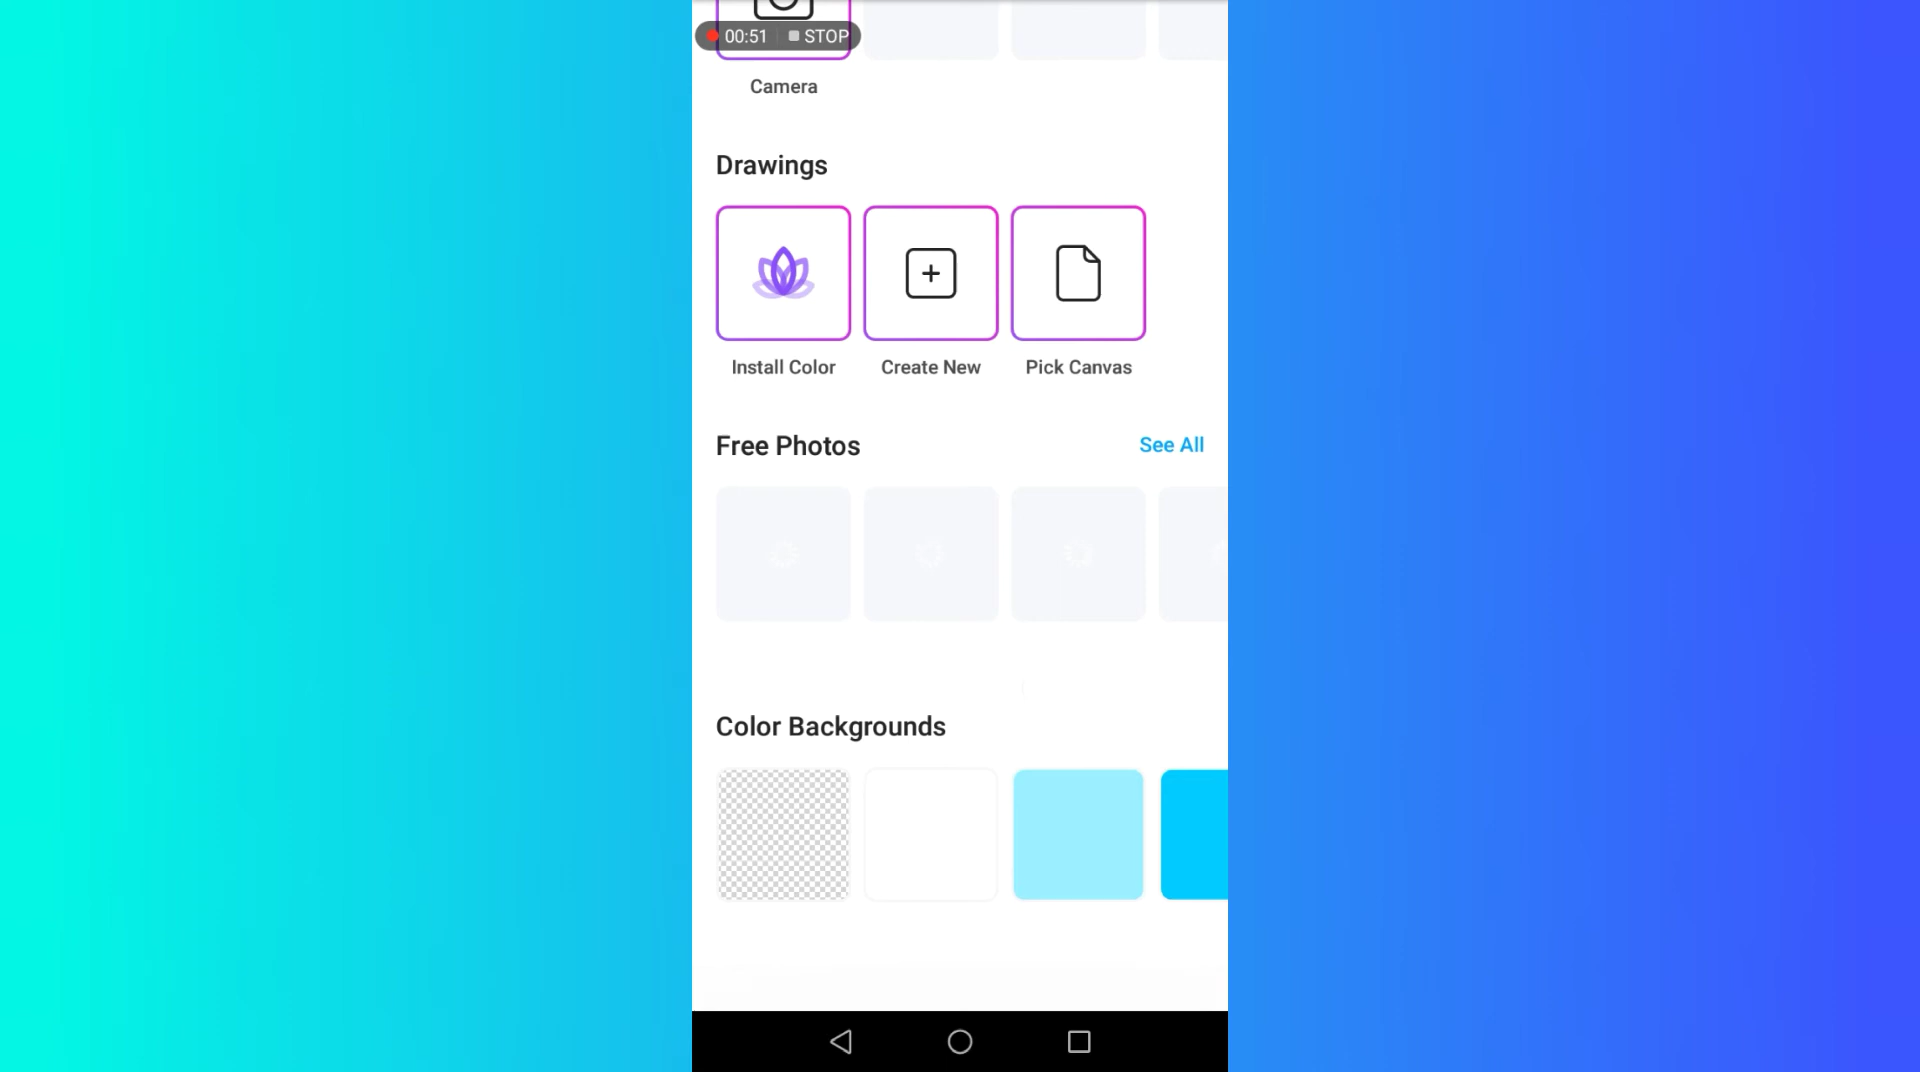 00:51 STOP
Camera
Drawings
Install Color Create New Pick Canvas
Free Photos See All
Color Backgrounds